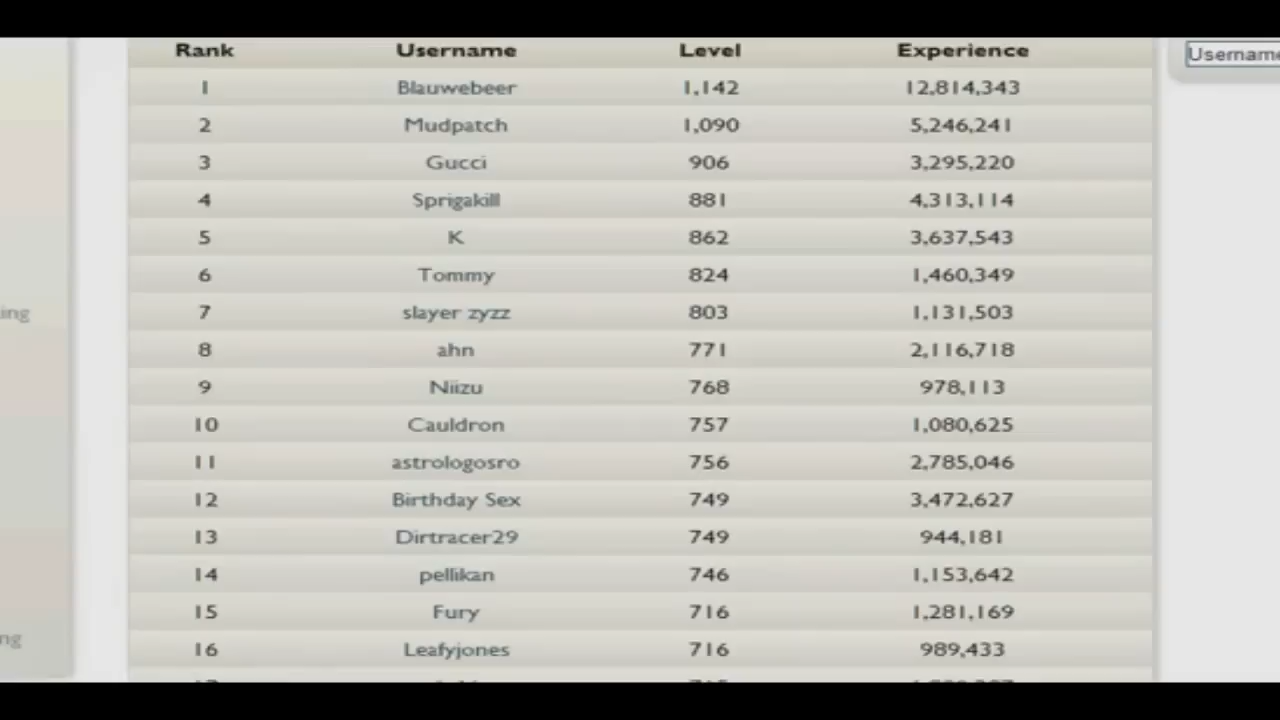 Rank Username Level Experience
Username
1 Blauwebeer 1,142 12,814,343
2 Mudpatch 1,090 5,246,241
3 Gucci 906 3,295,220
4 Sprigakill 881 4,313,114
5 K 862 3,637,543
6 Tommy 824 1,460,349
7 slayer zyzz 803 1,131,503
ing
8 ahn 771 2,116,718
9 Niizu 768 978,113
10 Cauldron 757 1,080,625
11 astrologosro 756 2,785,046
12 Birthday Sex 749 3,472,627
13 Dirtracer29 749 944,181
14 pellikan 746 1,153,642
15 Fury 716 1,281,169
16 Leafyjones 716 989,433
ng